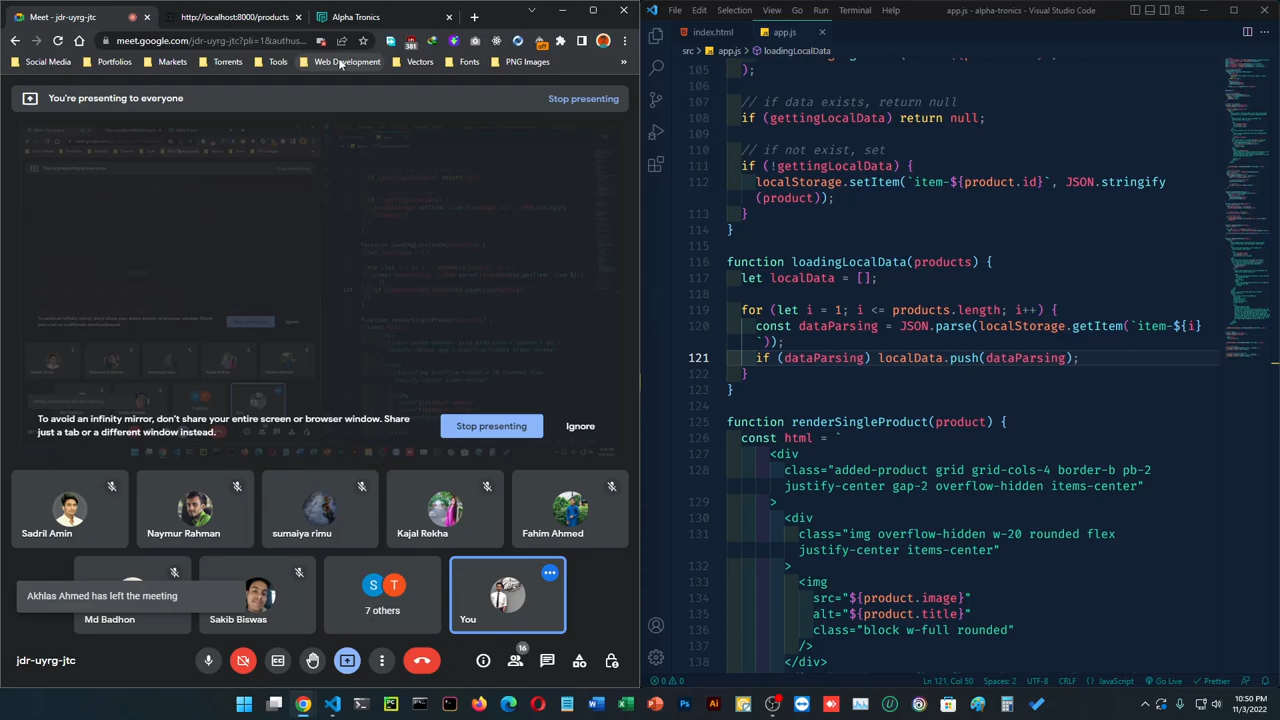 Meet - jdr-uyrg-jtc
http://localhost:8000/products
Alpha Tronics
meet.google.com/jdr-uyrg-jtc?pli=1&authus...
381
off
Social Media
Portfolios
Markets
Torrents
Tools
Web Development
Vectors
Fonts
PNG Images
You're presenting to everyone
Stop presenting
To avoid an infinity mirror, don't share your entire screen or browser window. Share
just a tab or a different window instead.
Stop presenting
Ignore
Sadril Amin
Naymur Rahman
sumaiya rimu
Kajal Rekha
Fahim Ahmed
Akhlas Ahmed has left the meeting
S
T
7 others
You
jdr-uyrg-jtc
16
File
Edit
Selection
View
Go
Run
Terminal
Help
app.js - alpha-tronics - Visual Studio Code
index.html
app.js
src > app.js > loadingLocalData
105 );
106
107 // if data exists, return null
108 if (gettingLocalData) return null;
109
110 // if not exist, set
111 if (!gettingLocalData) {
112 localStorage.setItem(`item-${product.id}`, JSON.stringify
(product));
113 }
114 }
115
116 function loadingLocalData(products) {
117 let localData = [];
118
119 for (let i = 1; i <= products.length; i++) {
120 const dataParsing = JSON.parse(localStorage.getItem(`item-${i}
`));
121 if (dataParsing) localData.push(dataParsing);
122 }
123 }
124
125 function renderSingleProduct(product) {
126 const html = `
127 <div
128 class="added-product grid grid-cols-4 border-b pb-2
justify-center gap-2 overflow-hidden items-center"
129 >
130 <div
131 class="img overflow-hidden w-20 rounded flex
justify-center items-center"
132 >
133 <img
134 src="${product.image}"
135 alt="${product.title}"
136 class="block w-full rounded"
137 />
138 </div>
0
0
Ln 121, Col 50
Spaces: 2
UTF-8
CRLF
JavaScript
Go Live
Prettier
10:50 PM
11/3/2022